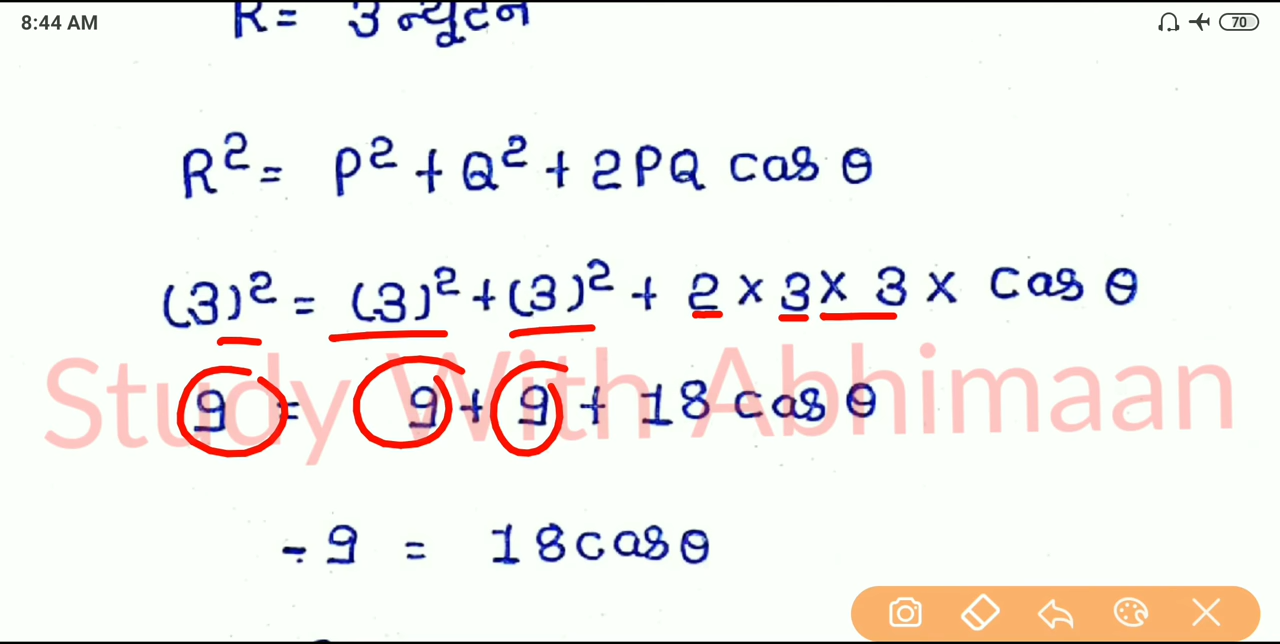 8:44 AM
70
R = 3 न्यूटन
R² = P² + Q² + 2PQ cos θ
(3)² = (3)² + (3)² + 2 × 3 × 3 × cos θ
Study With Abhimaan
9 = 9 + 9 + 18 cos θ
- 9 = 18 cos θ